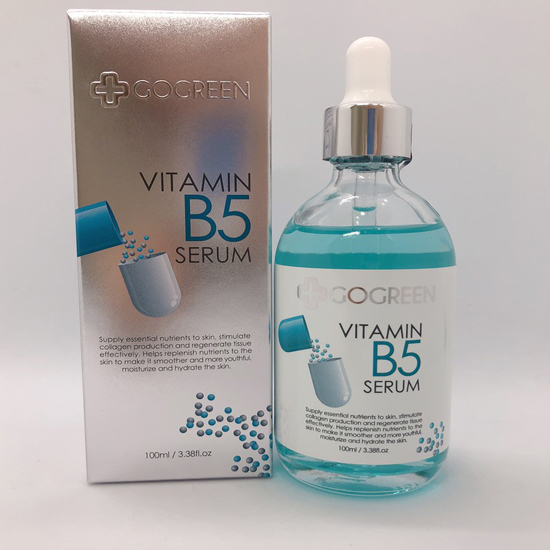 GOGREEN
VITAMIN
B5
SERUM
Supply essential nutrients to skin, stimulate
collagen production and regenerate tissue
effectively. Helps replenish nutrients to the
skin to make it smoother and more youthful,
moisturize and hydrate the skin.
100ml / 3.38fl.oz
GOGREEN
VITAMIN
B5
SERUM
Supply essential nutrients to skin, stimulate
collagen production and regenerate tissue
effectively. Helps replenish nutrients to the
skin to make it smoother and more youthful,
moisturize and hydrate the skin.
100ml / 3.38fl.oz